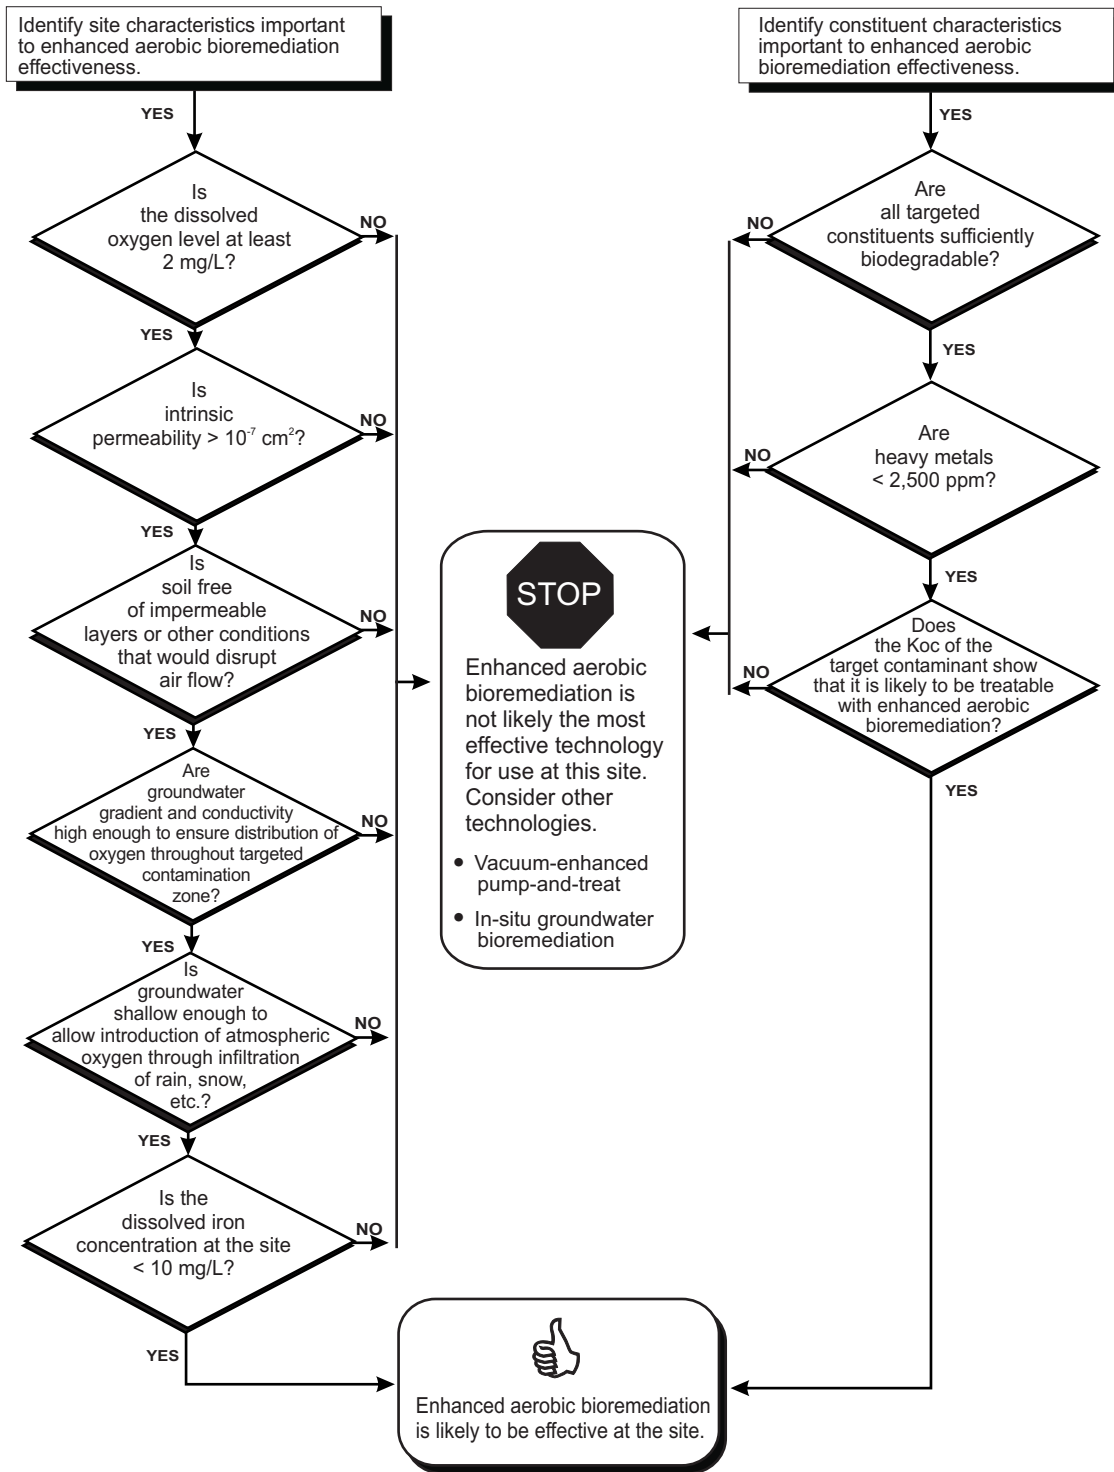 Identify site characteristics important
to enhanced aerobic bioremediation
effectiveness.
YES
Is
the dissolved
oxygen level at least
2 mg/L?
NO
YES
Is
intrinsic
permeability > 10⁻⁷ cm²?
NO
YES
Is
soil free
of impermeable
layers or other conditions
that would disrupt
air flow?
NO
YES
Are
groundwater
gradient and conductivity
high enough to ensure distribution of
oxygen throughout targeted
contamination
zone?
NO
YES
Is
groundwater
shallow enough to
allow introduction of atmospheric
oxygen through infiltration
of rain, snow,
etc.?
NO
YES
Is the
dissolved iron
concentration at the site
< 10 mg/L?
NO
YES
STOP
Enhanced aerobic
bioremediation is
not likely the most
effective technology
for use at this site.
Consider other
technologies.
• Vacuum-enhanced
pump-and-treat
• In-situ groundwater
bioremediation
Identify constituent characteristics
important to enhanced aerobic
bioremediation effectiveness.
YES
Are
all targeted
constituents sufficiently
biodegradable?
NO
YES
Are
heavy metals
< 2,500 ppm?
NO
YES
Does
the Koc of the
target contaminant show
that it is likely to be treatable
with enhanced aerobic
bioremediation?
NO
YES
Enhanced aerobic bioremediation
is likely to be effective at the site.